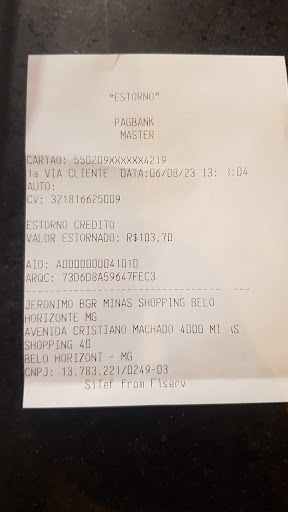 "ESTORNO"
PAGBANK
MASTER
CARTAO: 550209XXXXXX4219
1a VIA CLIENTE DATA:06/08/23 13: :04
AUTO:
CV: 321816625009
ESTORNO CREDITO
VALOR ESTORNADO: R$103,70
AID: A0000000041010
ARQC: 73D6D8A59647FEC3
JERONIMO BGR MINAS SHOPPING BELO
HORIZONTE MG
AVENIDA CRISTIANO MACHADO 4000
SHOPPING 40
BELO HORIZONT - MG
CNPJ: 13.783.221/0249-03
SiTef from Fiserv